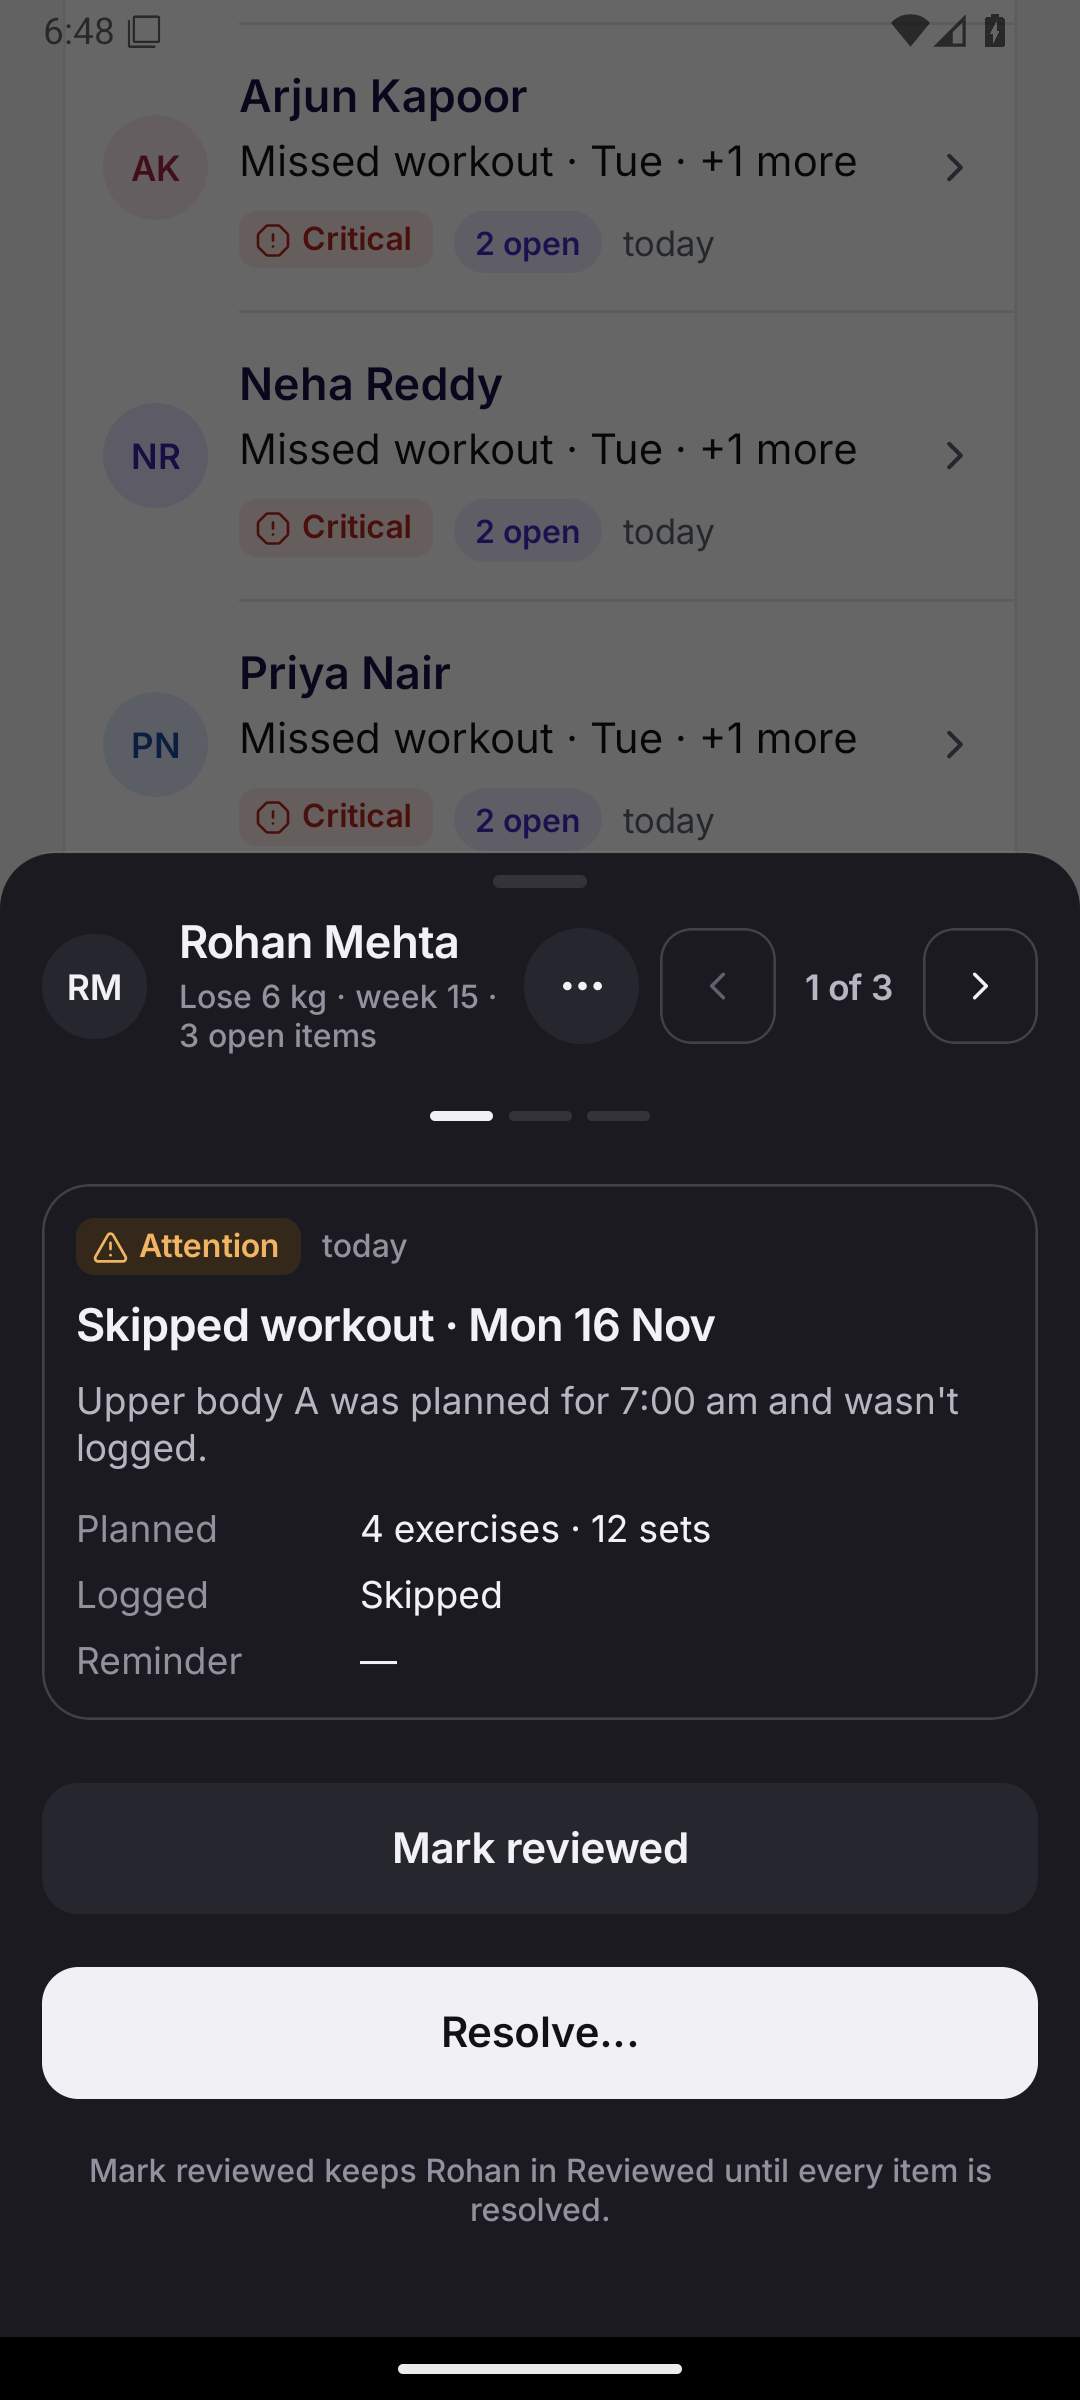 6:48
Arjun Kapoor
AK
Missed workout · Tue · +1 more
Critical
2 open
today
Neha Reddy
NR
Missed workout · Tue · +1 more
Critical
2 open
today
Priya Nair
PN
Missed workout · Tue · +1 more
Critical
2 open
today
RM
Rohan Mehta
Lose 6 kg · week 15 ·
3 open items
1 of 3
Attention
today
Skipped workout · Mon 16 Nov
Upper body A was planned for 7:00 am and wasn't
logged.
Planned
4 exercises · 12 sets
Logged
Skipped
Reminder
—
Mark reviewed
Resolve...
Mark reviewed keeps Rohan in Reviewed until every item is
resolved.